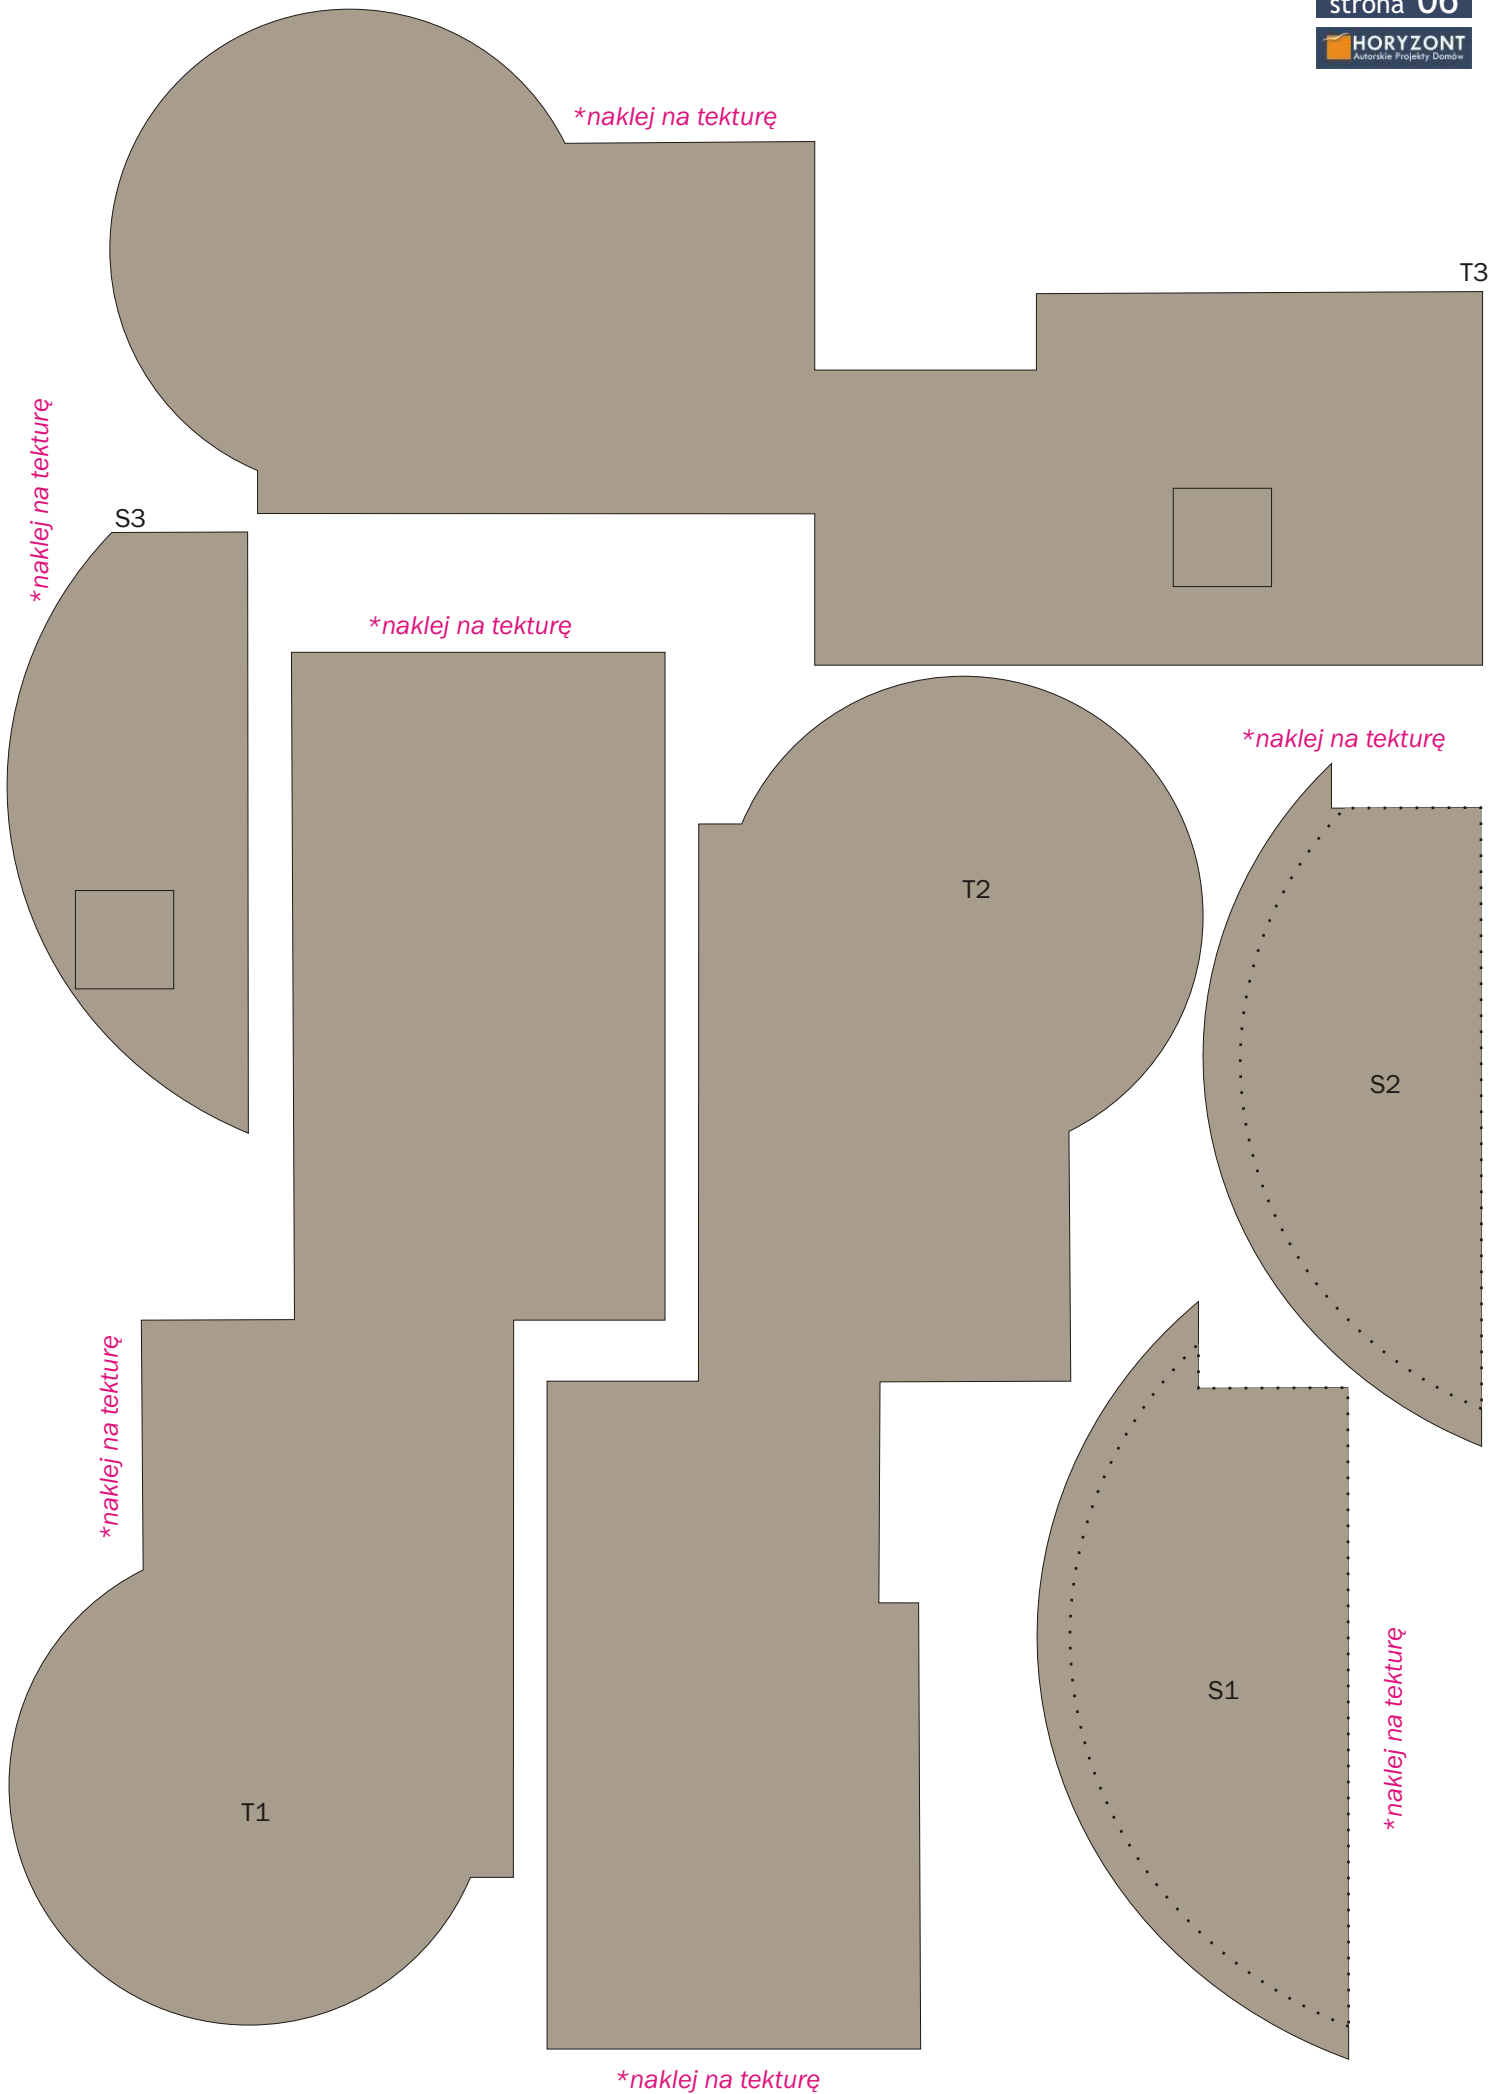 strona 06
HORYZONT
Autorskie Projekty Domów
*naklej na tekturę
T3
*naklej na tekturę
S3
*naklej na tekturę
*naklej na tekturę
T2
S2
*naklej na tekturę
S1
*naklej na tekturę
T1
*naklej na tekturę